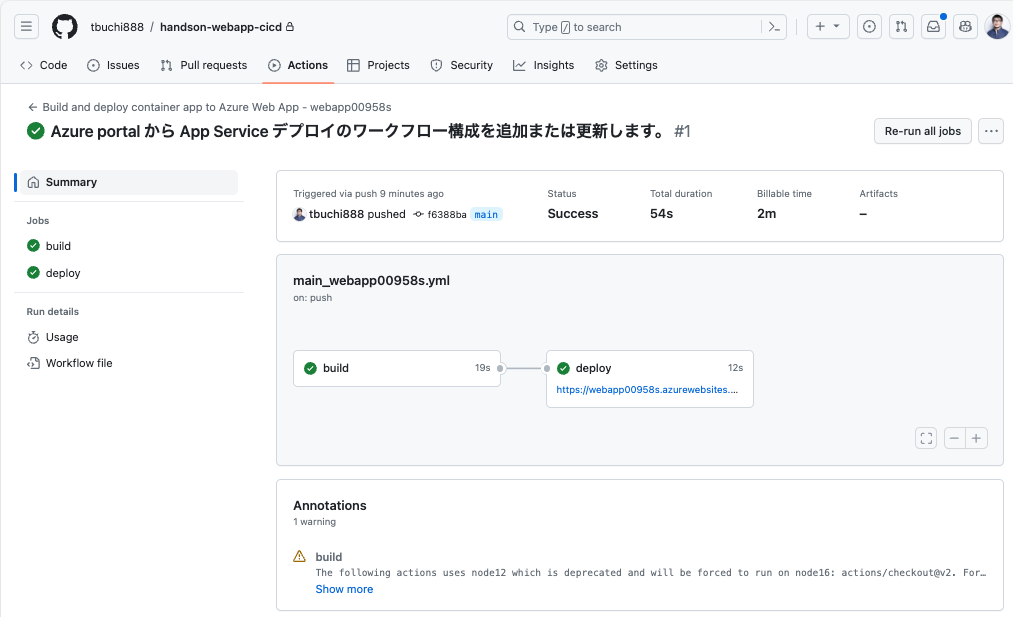 tbuchi888 / handson-webapp-cicd
Type / to search
Code
Issues
Pull requests
Actions
Projects
Security
Insights
Settings
← Build and deploy container app to Azure Web App - webapp00958s
Azure portal から App Service デプロイのワークフロー構成を追加または更新します。 #1
Re-run all jobs
Summary
Jobs
build
deploy
Run details
Usage
Workflow file
Triggered via push 9 minutes ago
tbuchi888 pushed f6388ba main
Status
Success
Total duration
54s
Billable time
2m
Artifacts
–
main_webapp00958s.yml
on: push
build 19s
deploy 12s
https://webapp00958s.azurewebsites....
Annotations
1 warning
build
The following actions uses node12 which is deprecated and will be forced to run on node16: actions/checkout@v2. For…
Show more